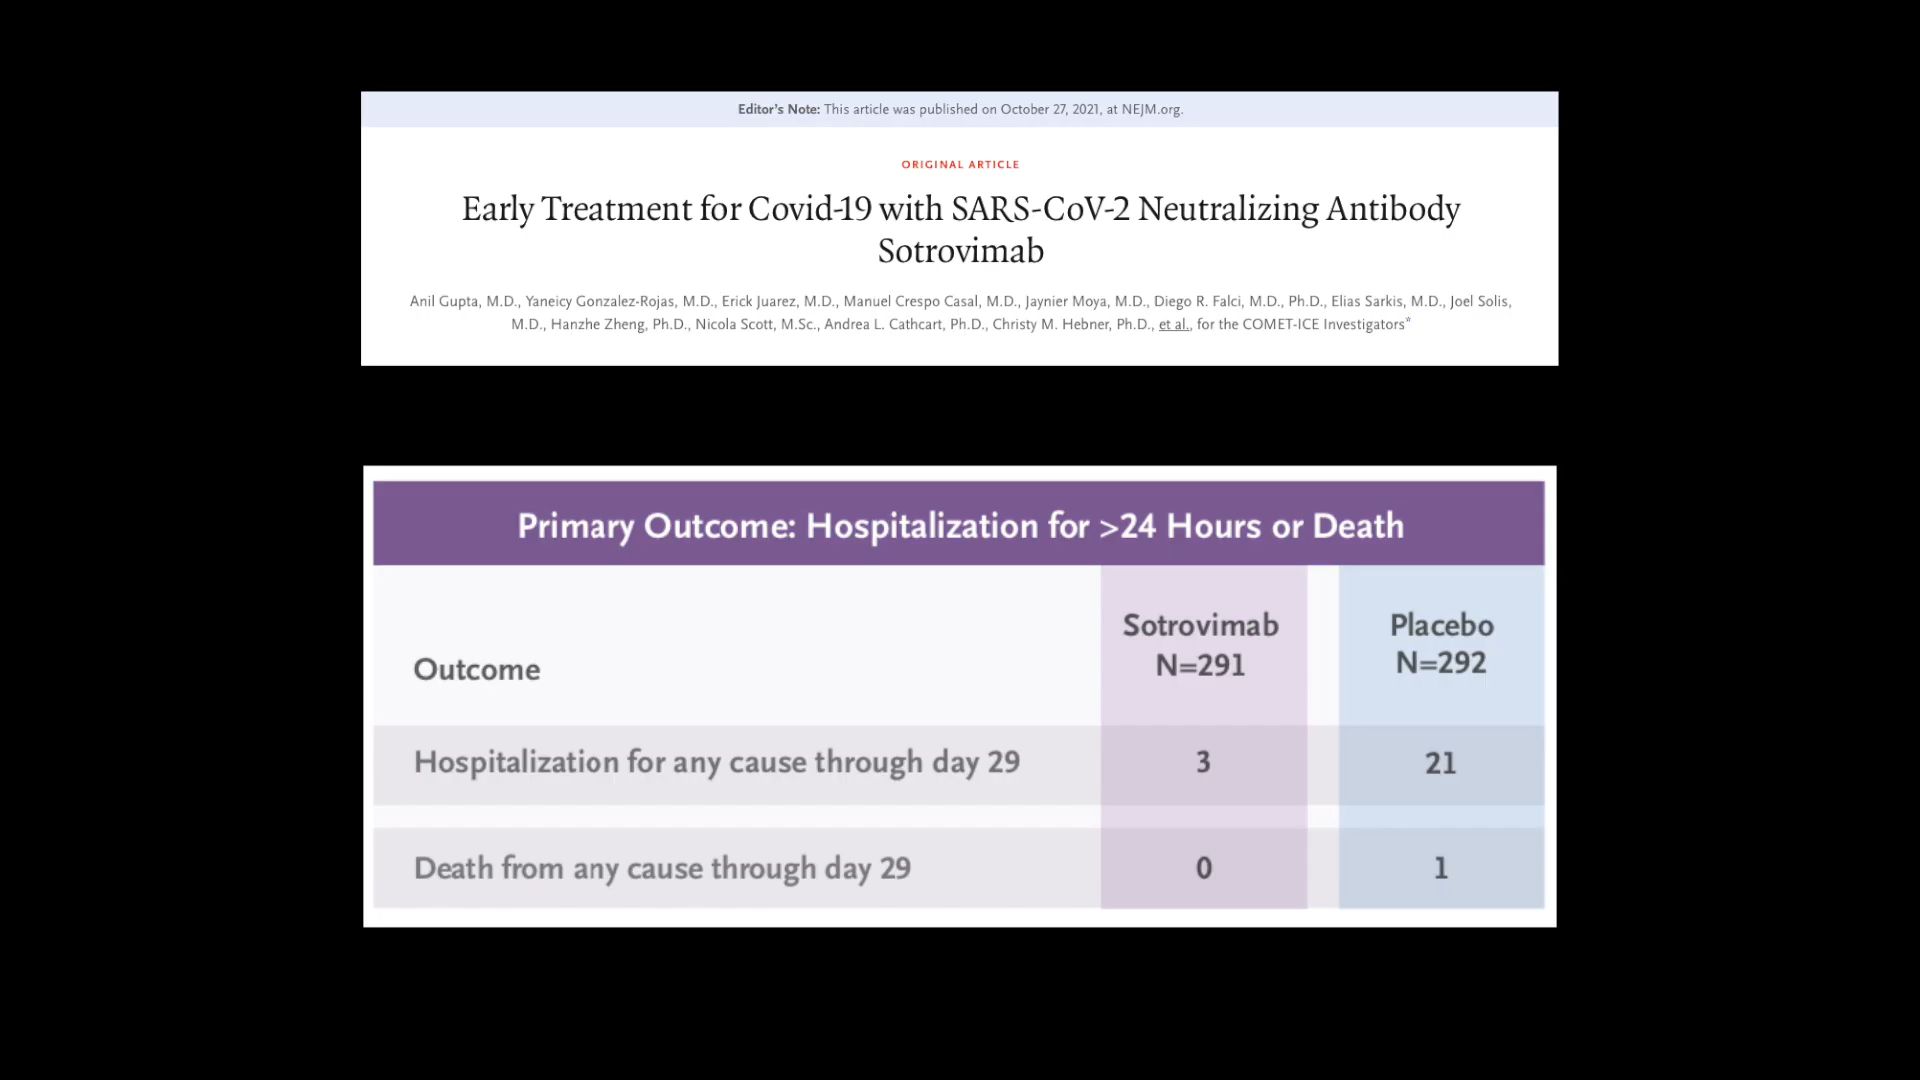 Editor's Note: This article was published on October 27, 2021, at NEJM.org.
ORIGINAL ARTICLE
Early Treatment for Covid-19 with SARS-CoV-2 Neutralizing Antibody
Sotrovimab
Anil Gupta, M.D., Yaneicy Gonzalez-Rojas, M.D., Erick Juarez, M.D., Manuel Crespo Casal, M.D., Jaynier Moya, M.D., Diego R. Falci, M.D., Ph.D., Elias Sarkis, M.D., Joel Solis,
M.D., Hanzhe Zheng, Ph.D., Nicola Scott, M.Sc., Andrea L. Cathcart, Ph.D., Christy M. Hebner, Ph.D., et al., for the COMET-ICE Investigators*
Primary Outcome: Hospitalization for >24 Hours or Death
Outcome Sotrovimab N=291 Placebo N=292
Hospitalization for any cause through day 29 3 21
Death from any cause through day 29 0 1